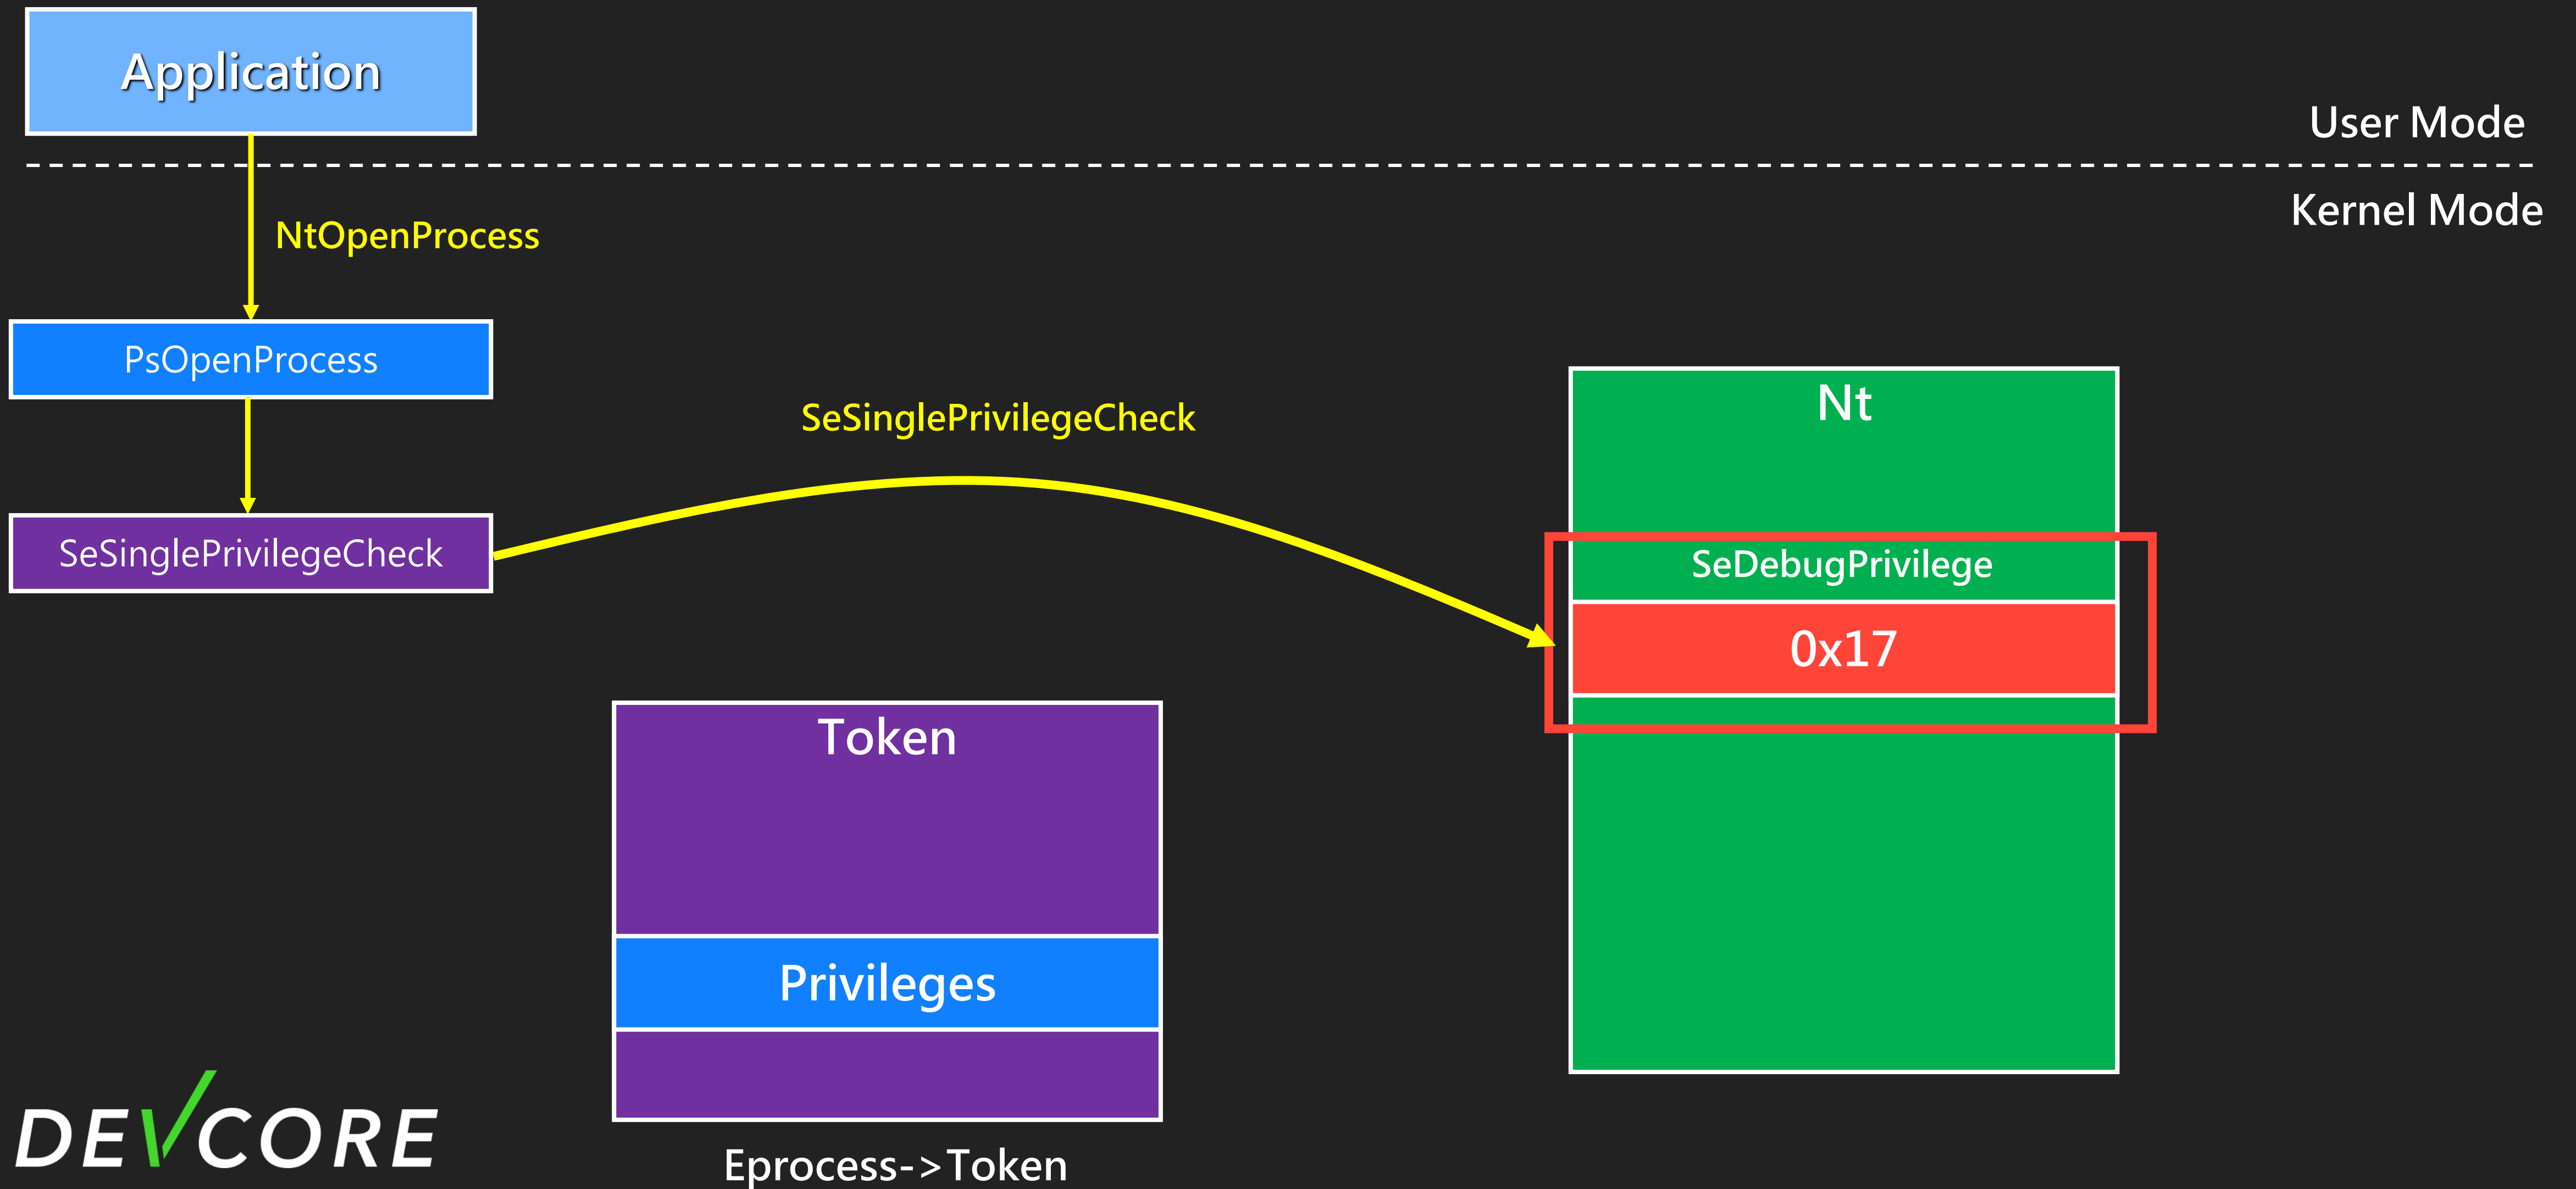 Application
User Mode
Kernel Mode
NtOpenProcess
PsOpenProcess
SeSinglePrivilegeCheck
SeSinglePrivilegeCheck
Nt
SeDebugPrivilege
0x17
Token
Privileges
Eprocess->Token
DEVCORE